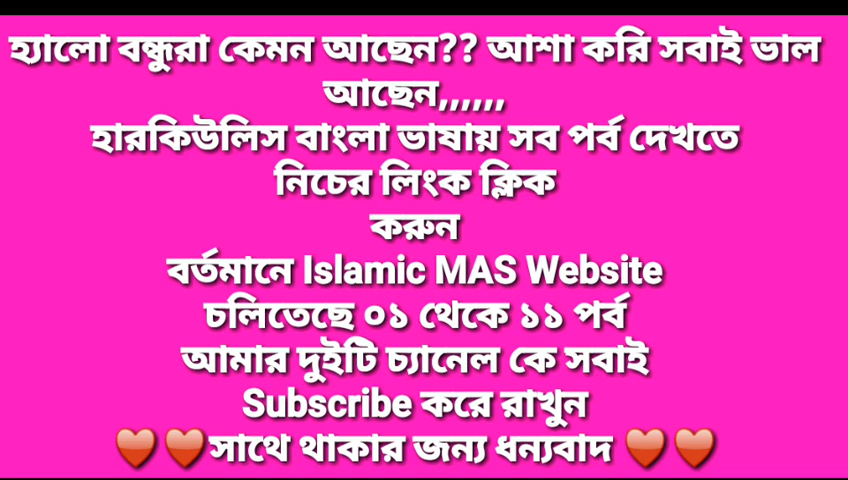 হ্যালো বন্ধুরা কেমন আছেন?? আশা করি সবাই ভাল
আছেন,,,,,,
হারকিউলিস বাংলা ভাষায় সব পর্ব দেখতে
নিচের লিংক ক্লিক
করুন
বর্তমানে Islamic MAS Website
চলিতেছে ০১ থেকে ১১ পর্ব
আমার দুইটি চ্যানেল কে সবাই
Subscribe করে রাখুন
♥️♥️সাথে থাকার জন্য ধন্যবাদ ♥️♥️